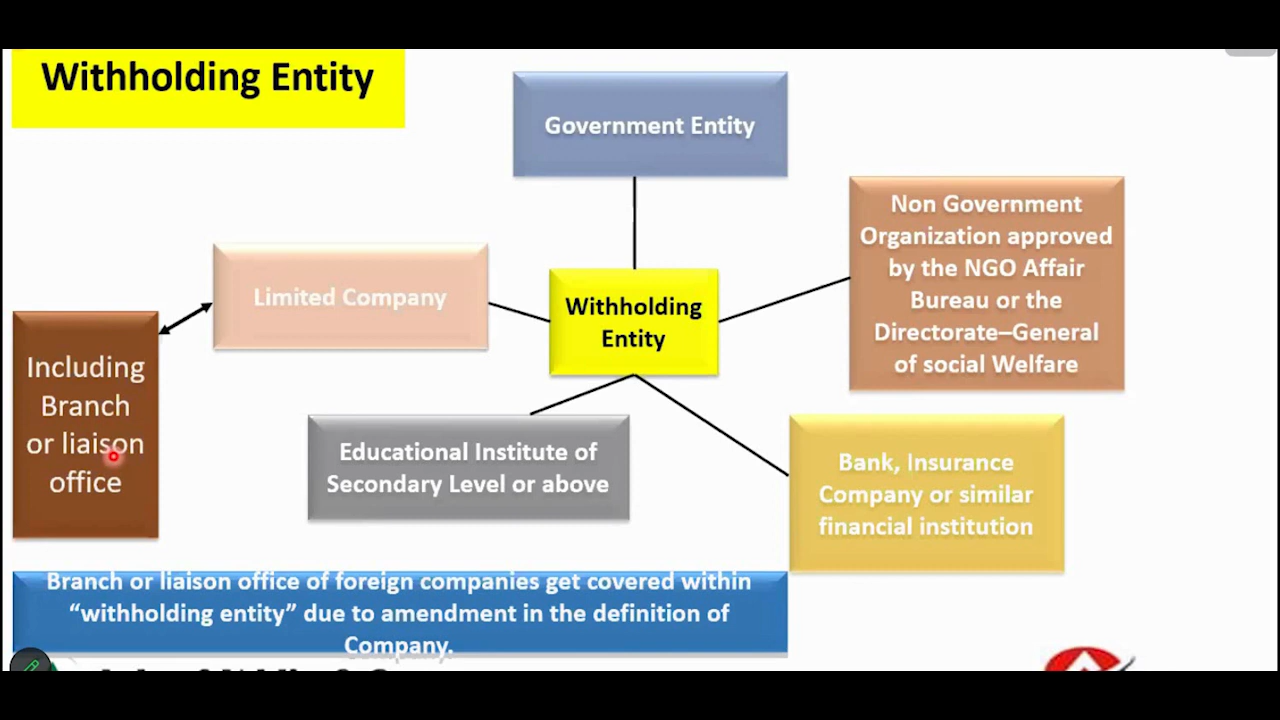 Withholding Entity
Government Entity
Non Government
Organization approved
by the NGO Affair
Bureau or the
Directorate–General
of social Welfare
Limited Company
Withholding
Entity
Including
Branch
or liaison
office
Educational Institute of
Secondary Level or above
Bank, Insurance
Company or similar
financial institution
Branch or liaison office of foreign companies get covered within
“withholding entity” due to amendment in the definition of
Company.